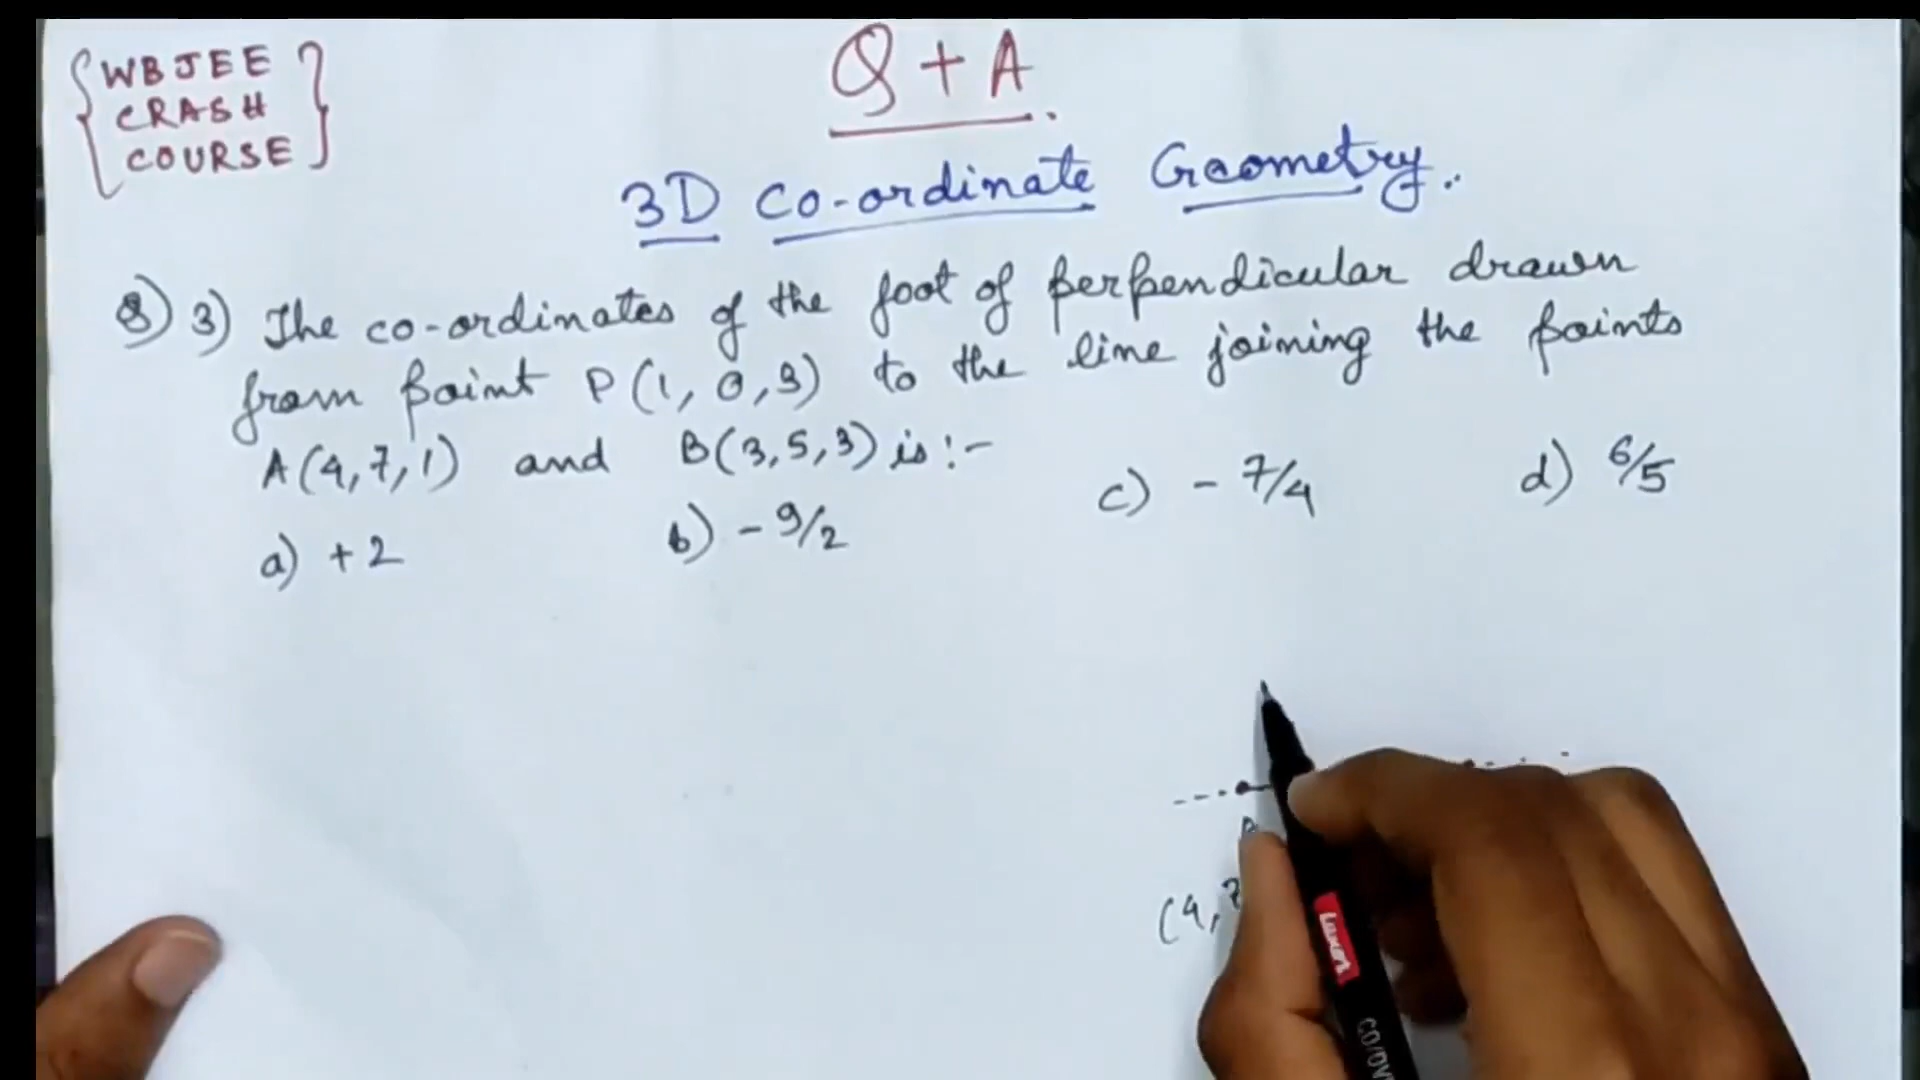 {WBJEE
CRASH
COURSE}
Q + A
3D Co-ordinate Geometry.
Q) 3) The co-ordinates of the foot of perpendicular drawn
from point P(1, 0, 3) to the line joining the points
A(4, 7, 1) and B(3, 5, 3) is :-
a) +2 b) - 9/2 c) - 7/4 d) 6/5
(4, 7
Luxor